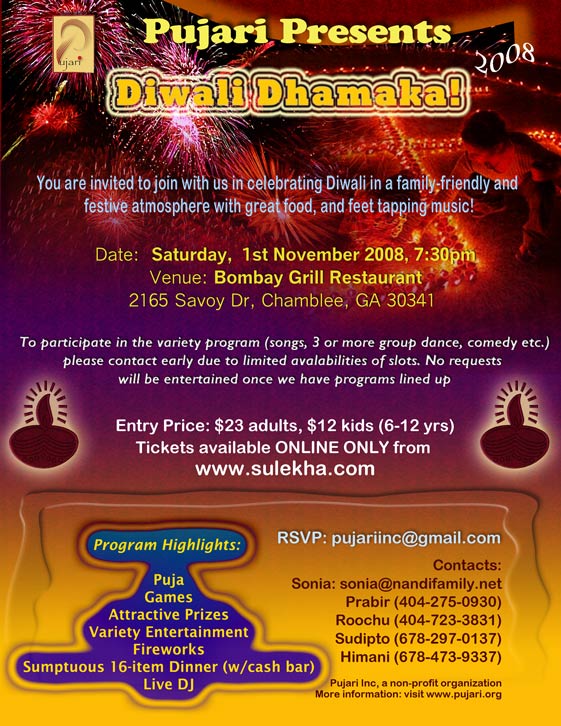 Pujari Presents
ujari
2008
Diwali Dhamaka!
You are invited to join with us in celebrating Diwali in a family-friendly and
festive atmosphere with great food, and feet tapping music!
Date: Saturday, 1st November 2008, 7:30pm
Venue: Bombay Grill Restaurant
2165 Savoy Dr, Chamblee, GA 30341
To participate in the variety program (songs, 3 or more group dance, comedy etc.)
please contact early due to limited avalabilities of slots. No requests
will be entertained once we have programs lined up
Entry Price: $23 adults, $12 kids (6-12 yrs)
Tickets available ONLINE ONLY from
www.sulekha.com
Program Highlights:
Puja
Games
Attractive Prizes
Variety Entertainment
Fireworks
Sumptuous 16-item Dinner (w/cash bar)
Live DJ
RSVP: pujariinc@gmail.com
Contacts:
Sonia: sonia@nandifamily.net
Prabir (404-275-0930)
Roochu (404-723-3831)
Sudipto (678-297-0137)
Himani (678-473-9337)
Pujari Inc, a non-profit organization
More information: visit www.pujari.org